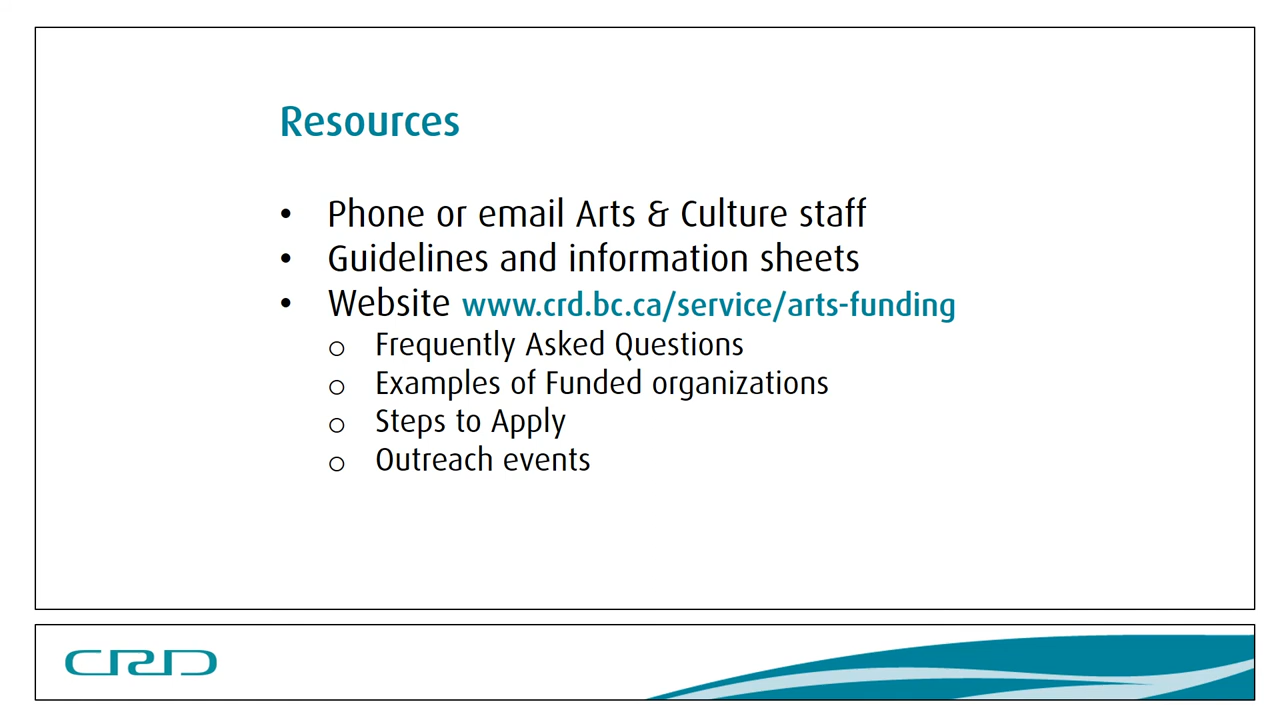 Resources
• Phone or email Arts & Culture staff
• Guidelines and information sheets
• Website www.crd.bc.ca/service/arts-funding
o Frequently Asked Questions
o Examples of Funded organizations
o Steps to Apply
o Outreach events
CRD